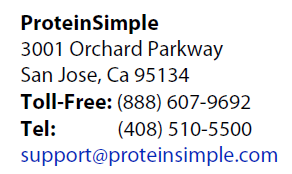 ProteinSimple
3001 Orchard Parkway
San Jose, Ca 95134
Toll-Free: (888) 607-9692
Tel: (408) 510-5500
support@proteinsimple.com